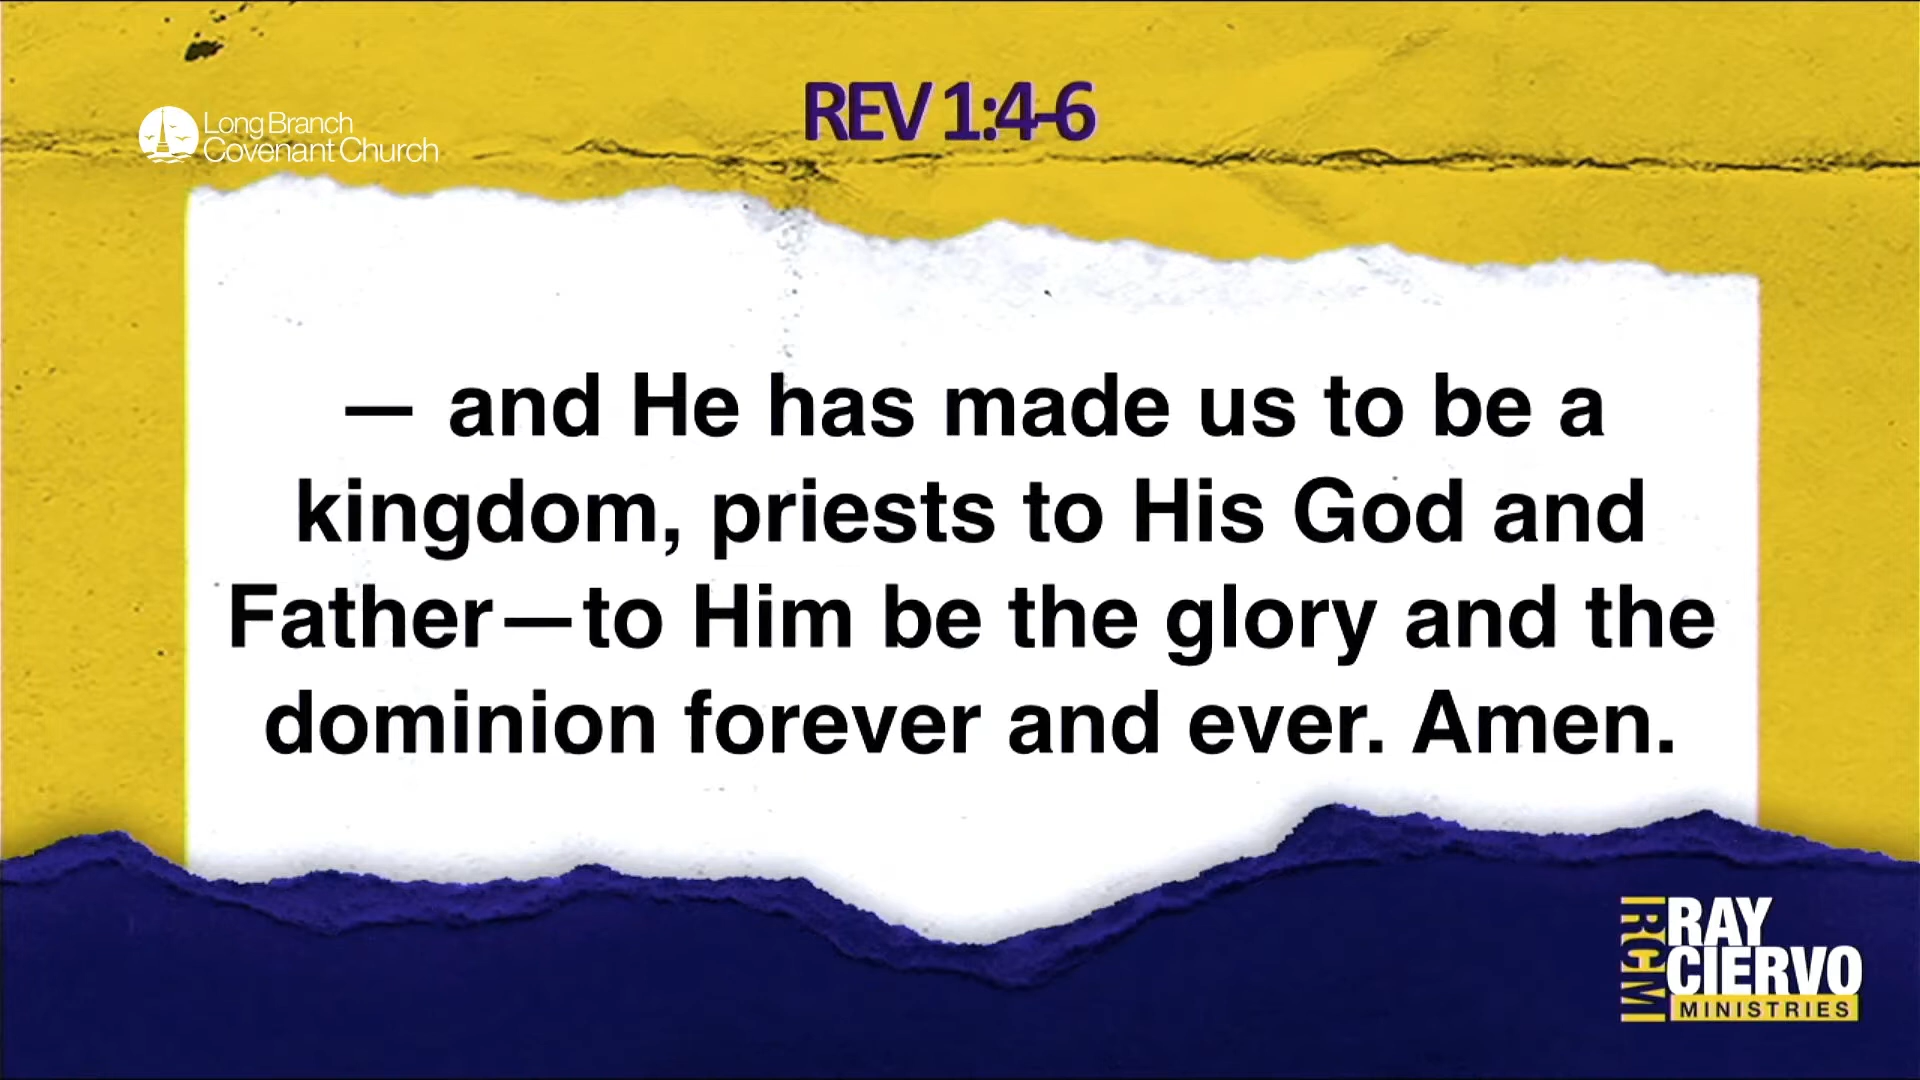 REV 1:4-6
Long Branch
Covenant Church
— and He has made us to be a
kingdom, priests to His God and
Father—to Him be the glory and the
dominion forever and ever. Amen.
RCM
RAY
CIERVO
MINISTRIES